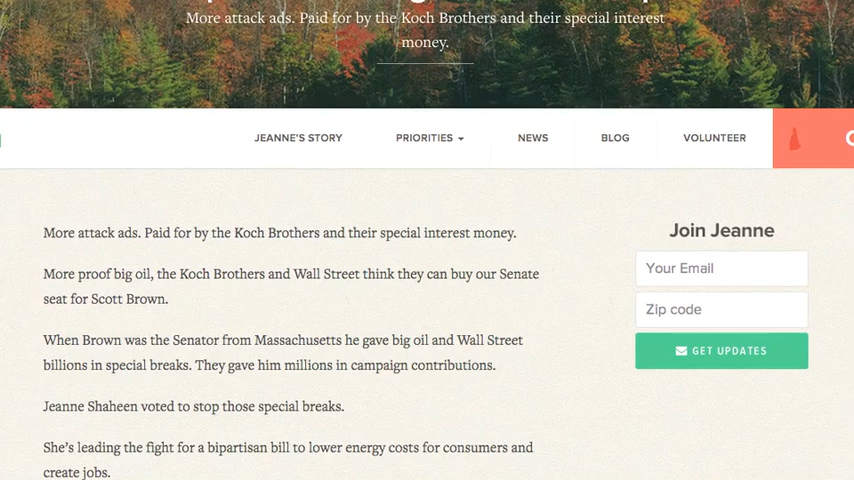 More attack ads. Paid for by the Koch Brothers and their special interest
money.
JEANNE'S STORY
PRIORITIES
NEWS
BLOG
VOLUNTEER
More attack ads. Paid for by the Koch Brothers and their special interest money.
More proof big oil, the Koch Brothers and Wall Street think they can buy our Senate
seat for Scott Brown.
When Brown was the Senator from Massachusetts he gave big oil and Wall Street
billions in special breaks. They gave him millions in campaign contributions.
Jeanne Shaheen voted to stop those special breaks.
She's leading the fight for a bipartisan bill to lower energy costs for consumers and
create jobs.
Join Jeanne
Your Email
Zip code
GET UPDATES